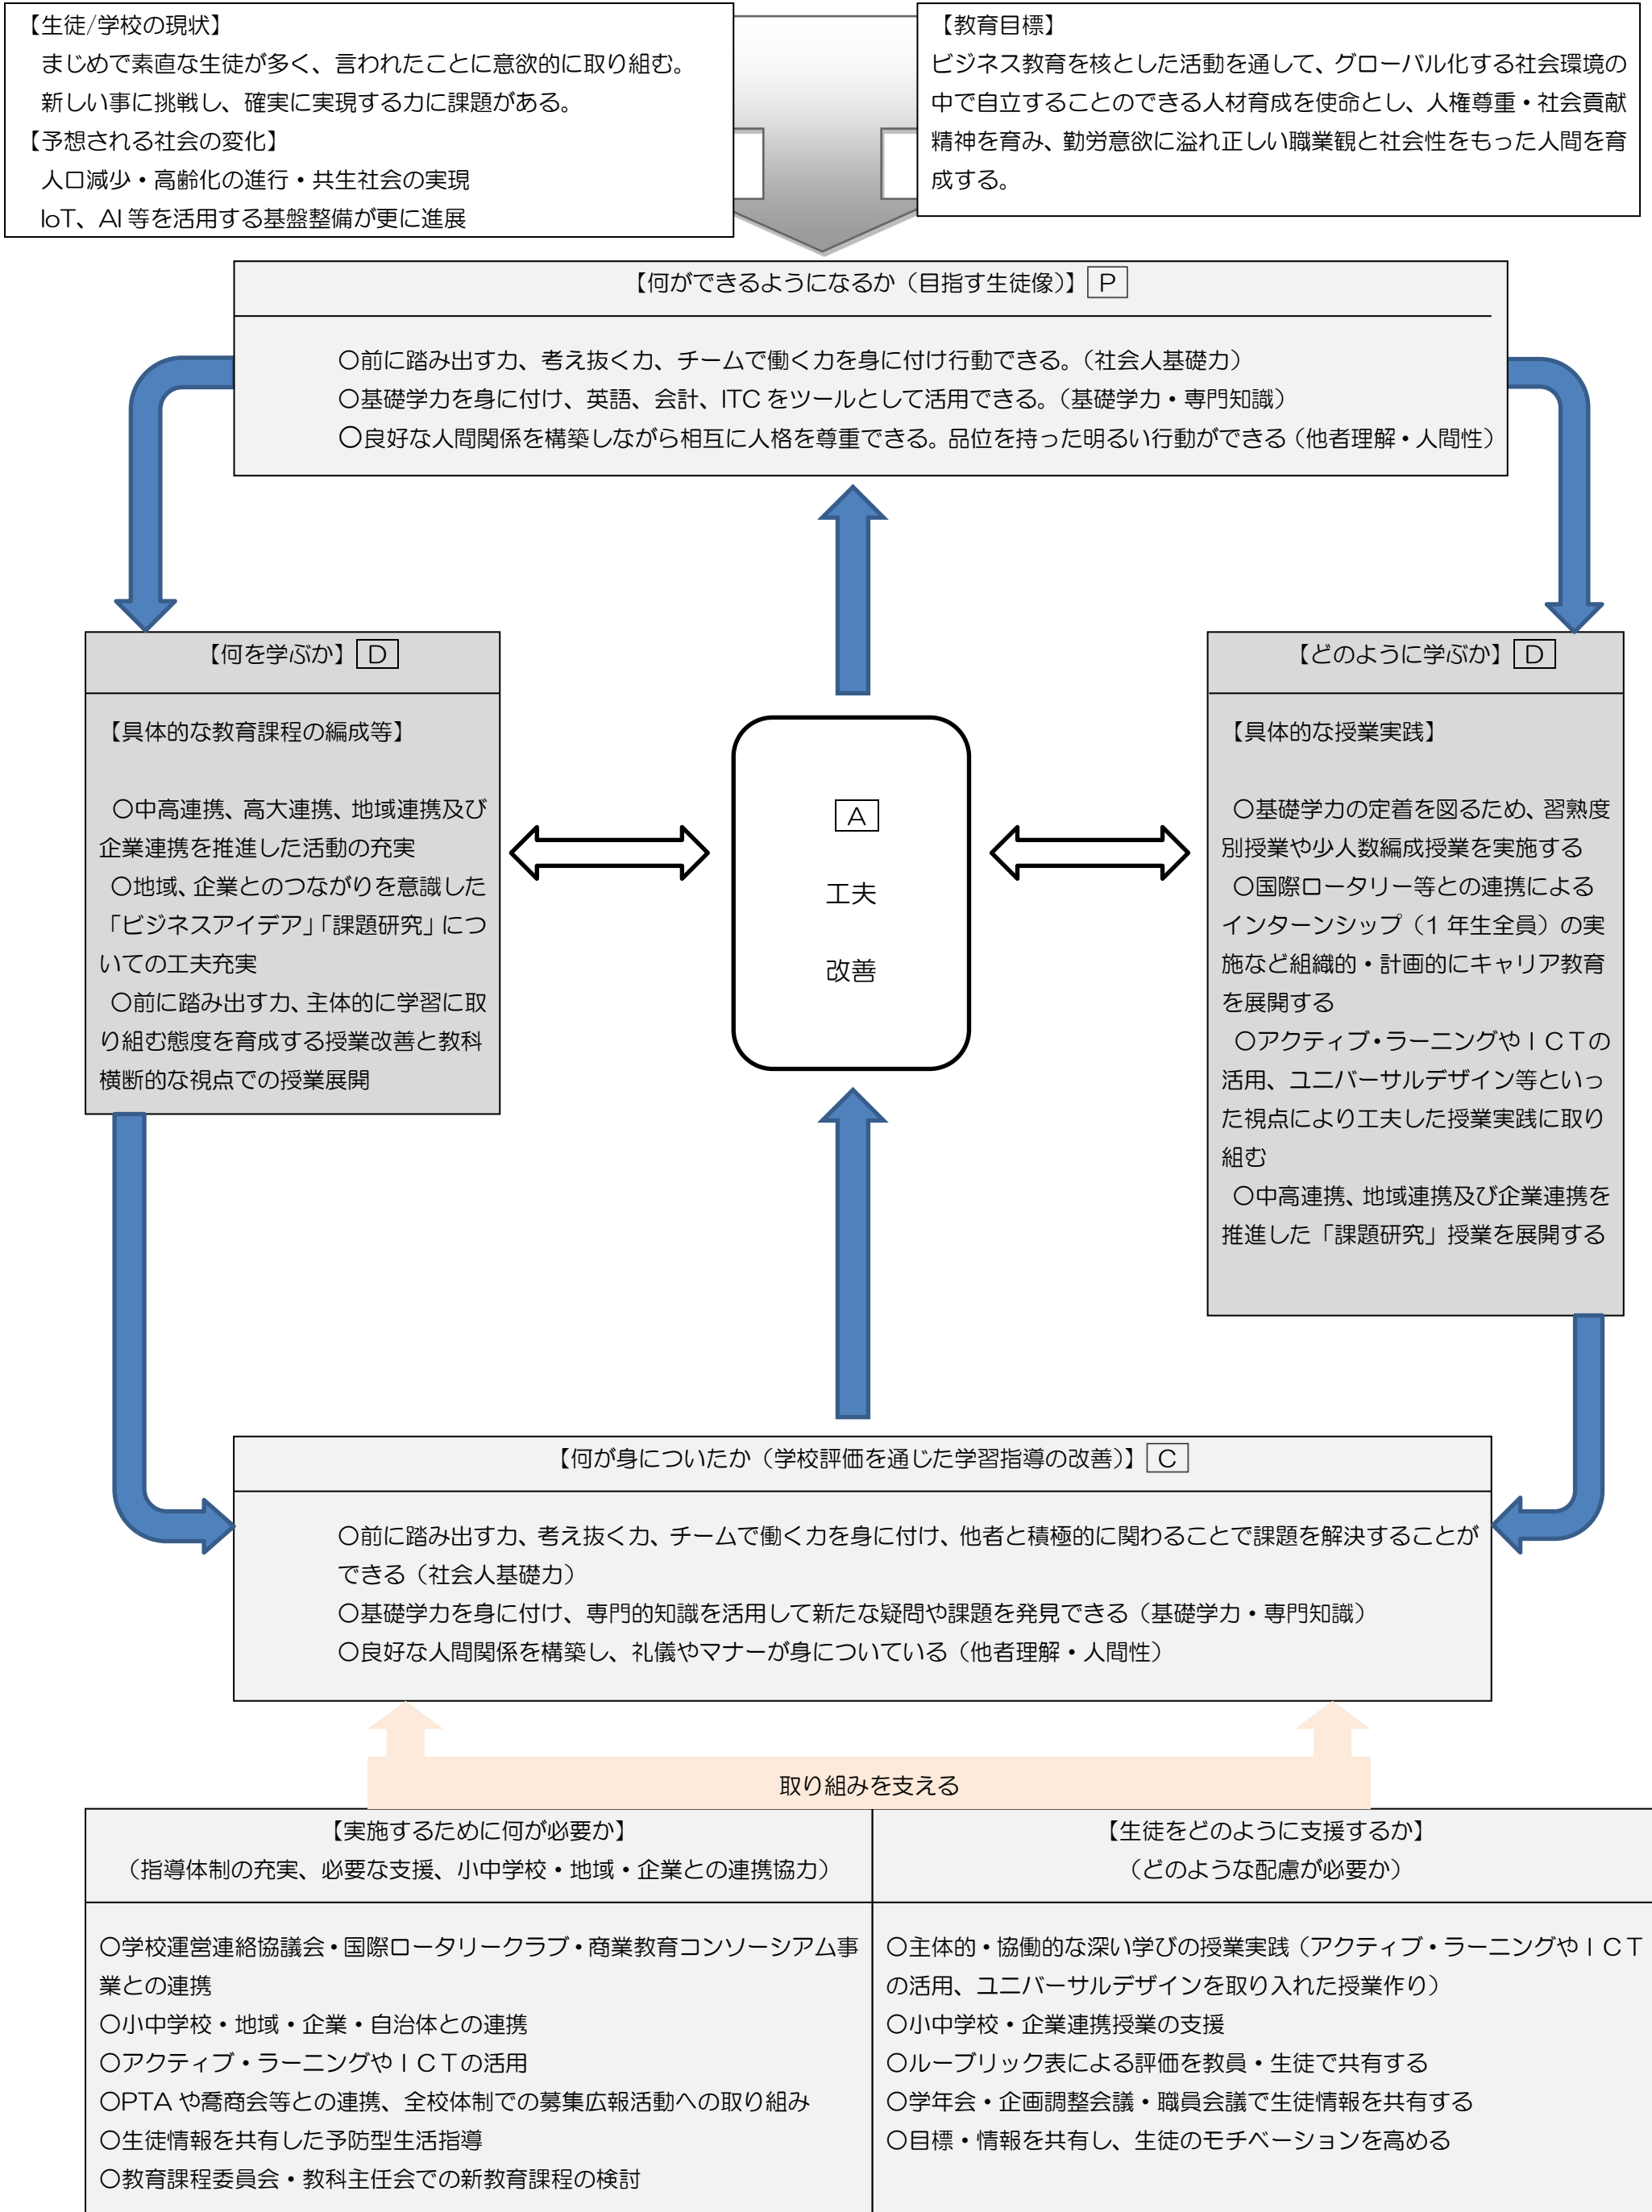 【生徒/学校の現状】
まじめで素直な生徒が多く、言われたことに意欲的に取り組む。
新しい事に挑戦し、確実に実現する力に課題がある。
【予想される社会の変化】
人口減少・高齢化の進行・共生社会の実現
IoT、AI 等を活用する基盤整備が更に進展
【教育目標】
ビジネス教育を核とした活動を通して、グローバル化する社会環境の
中で自立することのできる人材育成を使命とし、人権尊重・社会貢献
精神を育み、勤労意欲に溢れ正しい職業観と社会性をもった人間を育
成する。
【何ができるようになるか（目指す生徒像）】 P
〇前に踏み出す力、考え抜く力、チームで働く力を身に付け行動できる。（社会人基礎力）
〇基礎学力を身に付け、英語、会計、ITC をツールとして活用できる。（基礎学力・専門知識）
〇良好な人間関係を構築しながら相互に人格を尊重できる。品位を持った明るい行動ができる（他者理解・人間性）
【何を学ぶか】 D
【具体的な教育課程の編成等】
〇中高連携、高大連携、地域連携及び
企業連携を推進した活動の充実
〇地域、企業とのつながりを意識した
「ビジネスアイデア」「課題研究」につ
いての工夫充実
〇前に踏み出す力、主体的に学習に取
り組む態度を育成する授業改善と教科
横断的な視点での授業展開
A
工夫
改善
【どのように学ぶか】 D
【具体的な授業実践】
〇基礎学力の定着を図るため、習熟度
別授業や少人数編成授業を実施する
〇国際ロータリー等との連携による
インターンシップ（1 年生全員）の実
施など組織的・計画的にキャリア教育
を展開する
〇アクティブ・ラーニングやＩＣＴの
活用、ユニバーサルデザイン等といっ
た視点により工夫した授業実践に取り
組む
〇中高連携、地域連携及び企業連携を
推進した「課題研究」授業を展開する
【何が身についたか（学校評価を通じた学習指導の改善）】 C
〇前に踏み出す力、考え抜く力、チームで働く力を身に付け、他者と積極的に関わることで課題を解決することが
できる（社会人基礎力）
〇基礎学力を身に付け、専門的知識を活用して新たな疑問や課題を発見できる（基礎学力・専門知識）
〇良好な人間関係を構築し、礼儀やマナーが身についている（他者理解・人間性）
取り組みを支える
【実施するために何が必要か】
（指導体制の充実、必要な支援、小中学校・地域・企業との連携協力）
〇学校運営連絡協議会・国際ロータリークラブ・商業教育コンソーシアム事
業との連携
〇小中学校・地域・企業・自治体との連携
〇アクティブ・ラーニングやＩＣＴの活用
〇PTA や喬商会等との連携、全校体制での募集広報活動への取り組み
〇生徒情報を共有した予防型生活指導
〇教育課程委員会・教科主任会での新教育課程の検討
【生徒をどのように支援するか】
（どのような配慮が必要か）
〇主体的・協働的な深い学びの授業実践（アクティブ・ラーニングやＩＣＴ
の活用、ユニバーサルデザインを取り入れた授業作り）
〇小中学校・企業連携授業の支援
〇ルーブリック表による評価を教員・生徒で共有する
〇学年会・企画調整会議・職員会議で生徒情報を共有する
〇目標・情報を共有し、生徒のモチベーションを高める